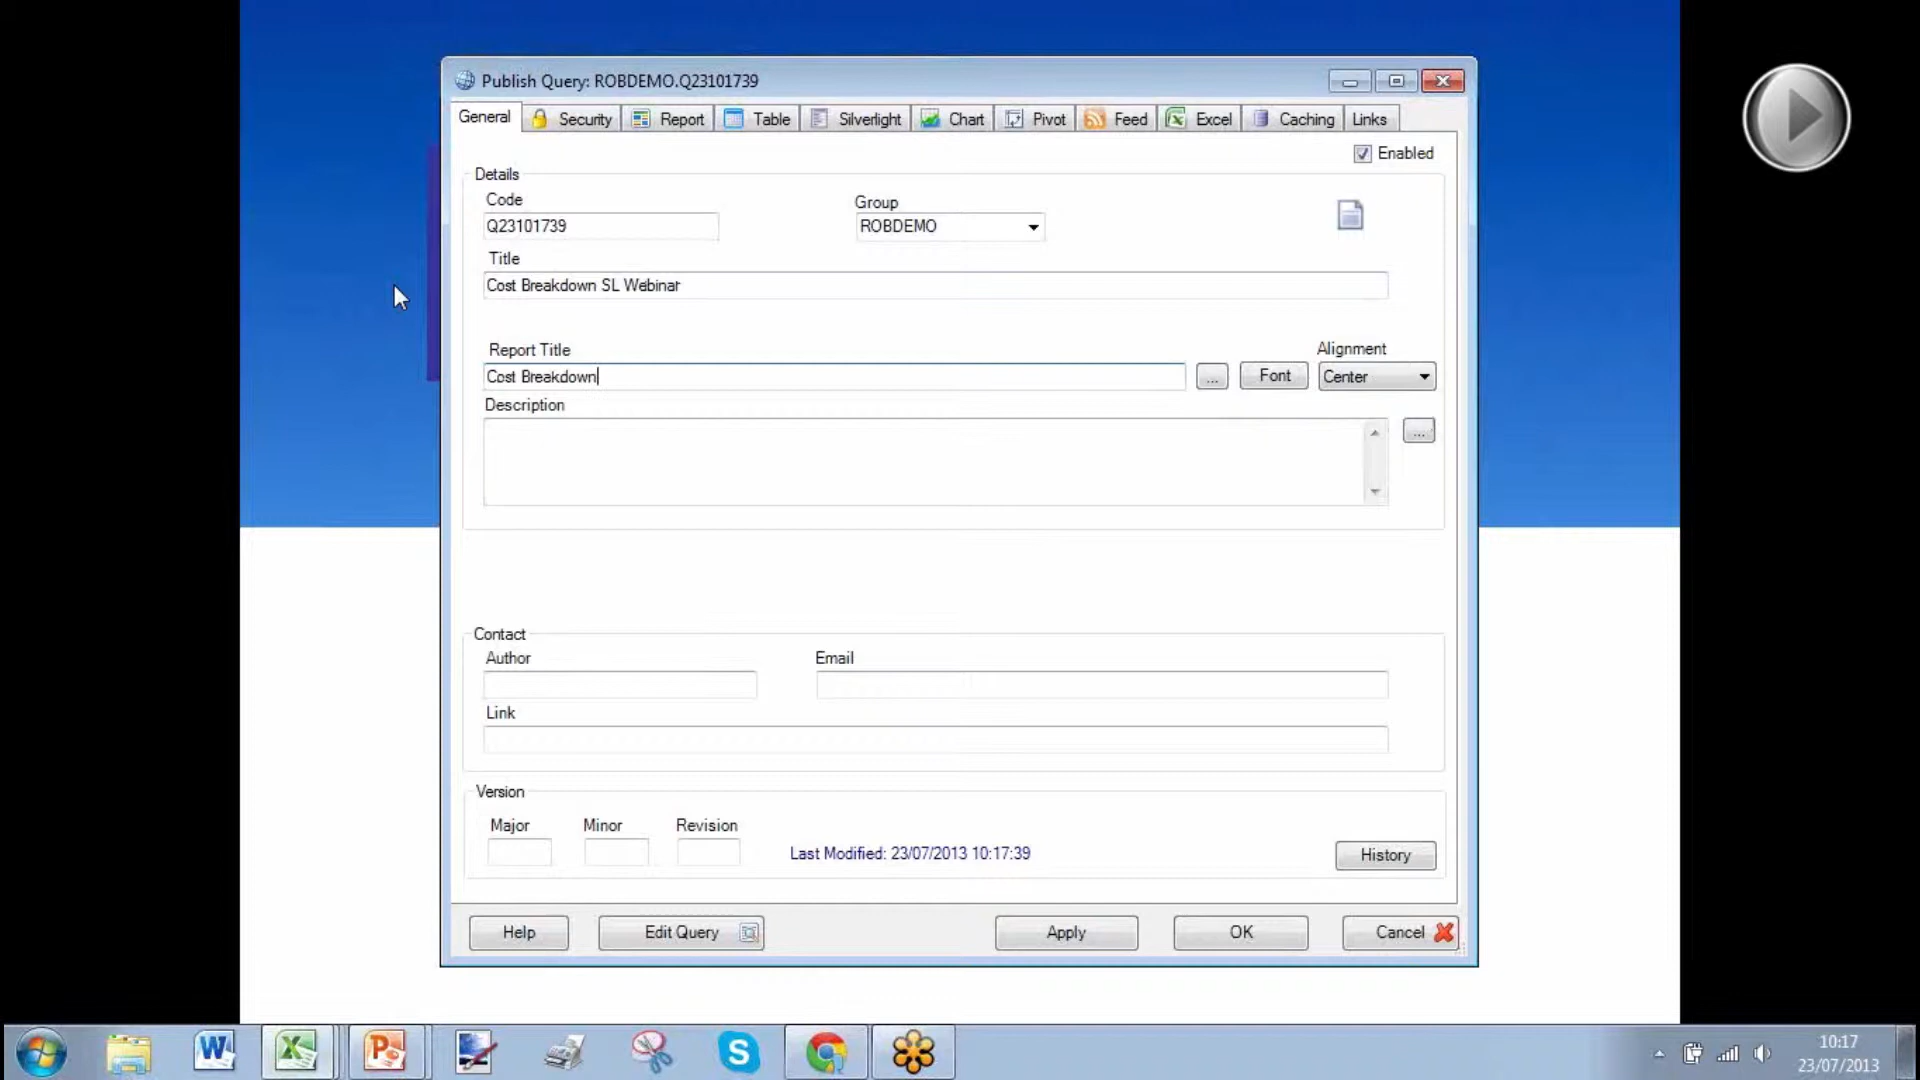 Publish Query: ROBDEMO.Q23101739
General Security Report Table Silverlight Chart Pivot Feed Excel Caching Links
Enabled
Details
Code
Group
Q23101739
ROBDEMO
Title
Cost Breakdown SL Webinar
Report Title
Alignment
Cost Breakdown
...
Font
Center
Description
...
Contact
Author
Email
Link
Version
Major
Minor
Revision
Last Modified: 23/07/2013 10:17:39
History
Help
Edit Query
Apply
OK
Cancel
10:17
23/07/2013